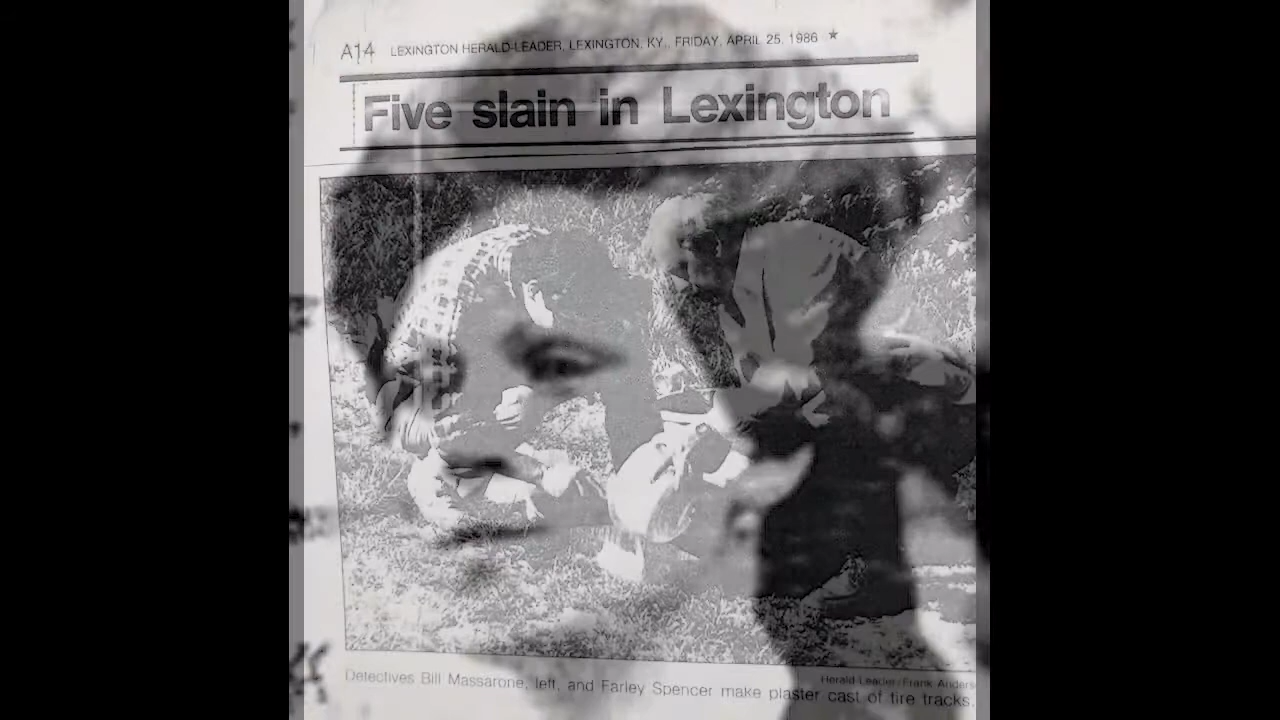 A14 LEXINGTON HERALD-LEADER, LEXINGTON, KY., FRIDAY, APRIL 25, 1986 ★
Five slain in Lexington
Herald-Leader/Frank Anders
Detectives Bill Massarone, left, and Farley Spencer make plaster cast of tire tracks.